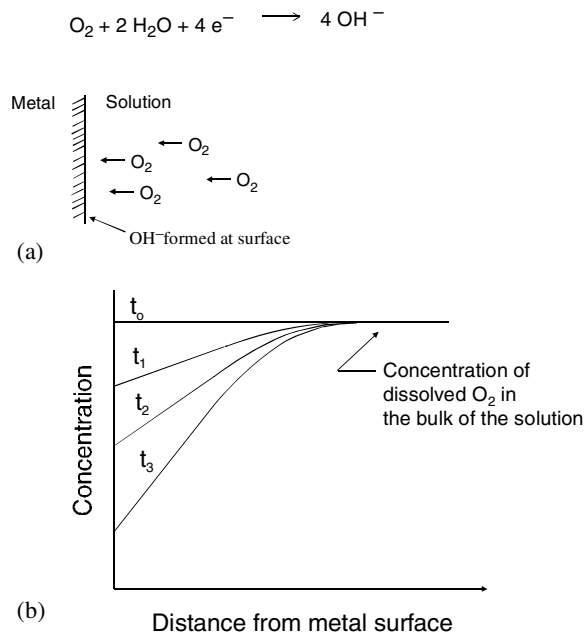 O₂ + 2 H₂O + 4 e⁻ ⟶ 4 OH⁻
Metal Solution
O₂
O₂
O₂
O₂
OH⁻formed at surface
(a)
t₀
t₁
t₂
t₃
Concentration of
dissolved O₂ in
the bulk of the solution
Concentration
(b)
Distance from metal surface